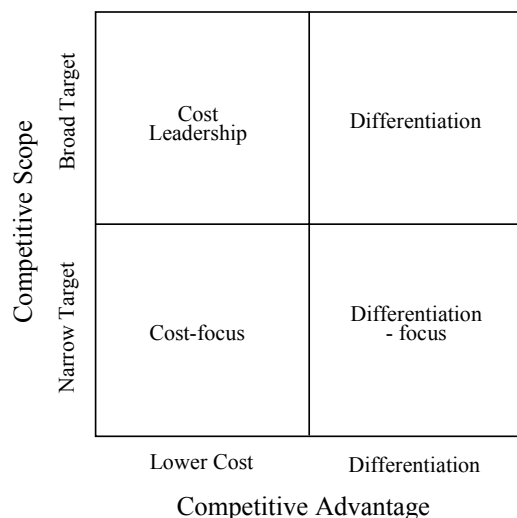 Competitive Scope
Broad Target
Narrow Target
Cost
Leadership
Differentiation
Cost-focus
Differentiation
- focus
Lower Cost
Differentiation
Competitive Advantage